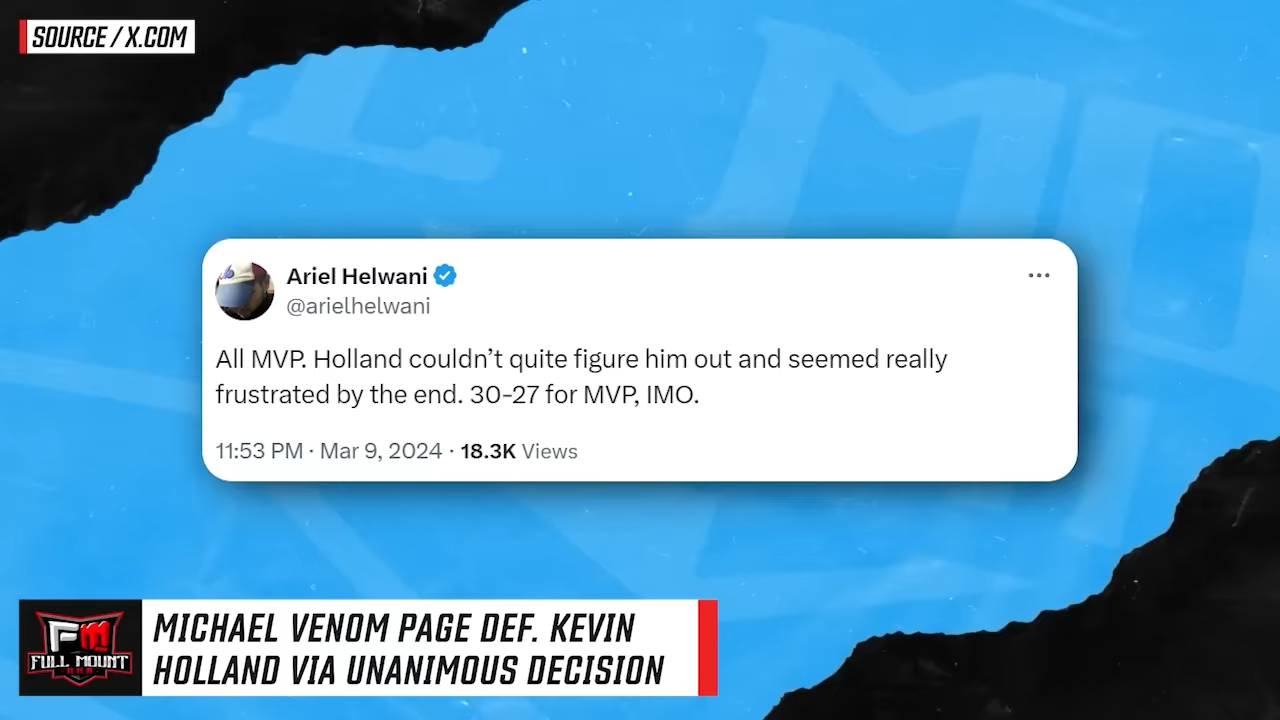 SOURCE / X.COM
Ariel Helwani
@arielhelwani
All MVP. Holland couldn’t quite figure him out and seemed really
frustrated by the end. 30-27 for MVP, IMO.
11:53 PM · Mar 9, 2024 · 18.3K Views
FM
FULL MOUNT
MICHAEL VENOM PAGE DEF. KEVIN
HOLLAND VIA UNANIMOUS DECISION